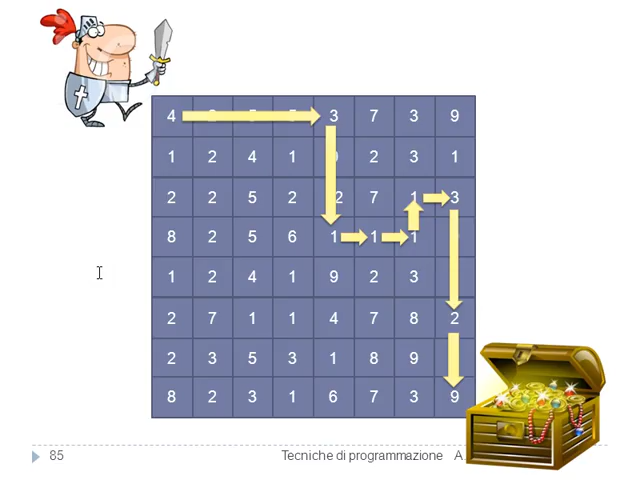 4 3 7 3 9
1 2 4 1 2 3 1
2 2 5 2 2 7 1 3
8 2 5 6 1 1 1
1 2 4 1 9 2 3
2 7 1 1 4 7 8 2
2 3 5 3 1 8 9
8 2 3 1 6 7 3 9
85 Tecniche di programmazione A.